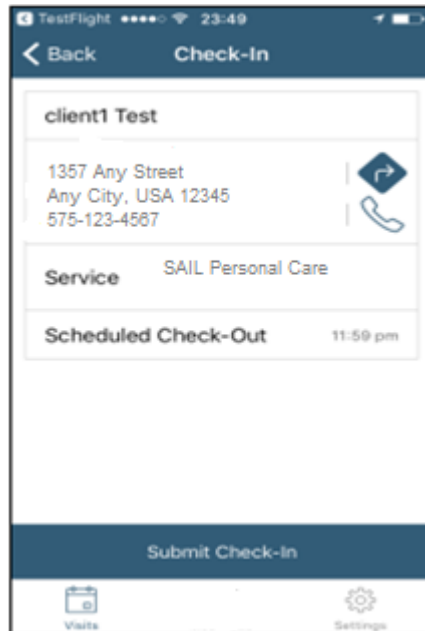 TestFlight 23:49
Back Check-In
client1 Test
1357 Any Street
Any City, USA 12345
575-123-4567
Service SAIL Personal Care
Scheduled Check-Out 11:59 pm
Submit Check-In
Visits Settings